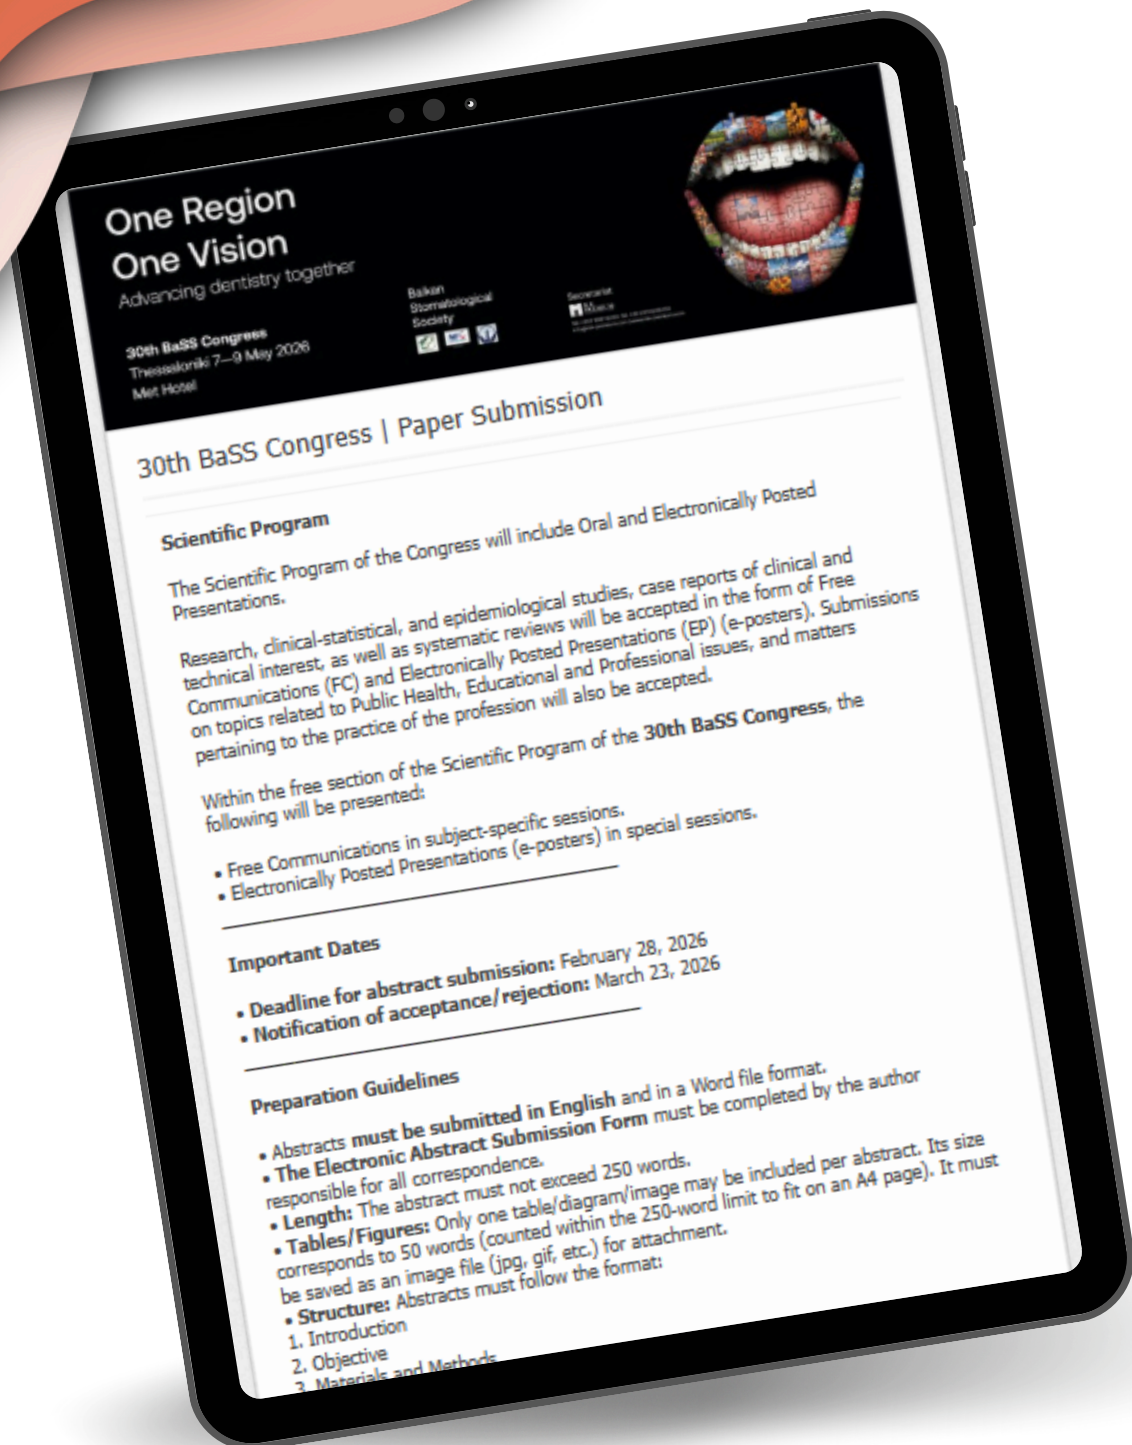 One Region
One Vision
Advancing dentistry together
30th BaSS Congress
Thessaloniki 7—9 May 2026
Met Hotel
Balkan
Stomatological
Society
Secretariat:
30th BaSS Congress | Paper Submission
Scientific Program
The Scientific Program of the Congress will include Oral and Electronically Posted
Presentations.
Research, clinical-statistical, and epidemiological studies, case reports of clinical and
technical interest, as well as systematic reviews will be accepted in the form of Free
Communications (FC) and Electronically Posted Presentations (EP) (e-posters). Submissions
on topics related to Public Health, Educational and Professional issues, and matters
pertaining to the practice of the profession will also be accepted.
Within the free section of the Scientific Program of the 30th BaSS Congress, the
following will be presented:
• Free Communications in subject-specific sessions.
• Electronically Posted Presentations (e-posters) in special sessions.
Important Dates
• Deadline for abstract submission: February 28, 2026
• Notification of acceptance/rejection: March 23, 2026
Preparation Guidelines
• Abstracts must be submitted in English and in a Word file format.
• The Electronic Abstract Submission Form must be completed by the author
responsible for all correspondence.
• Length: The abstract must not exceed 250 words.
• Tables/Figures: Only one table/diagram/image may be included per abstract. Its size
corresponds to 50 words (counted within the 250-word limit to fit on an A4 page). It must
be saved as an image file (jpg, gif, etc.) for attachment.
• Structure: Abstracts must follow the format:
1. Introduction
2. Objective
3. Materials and Methods